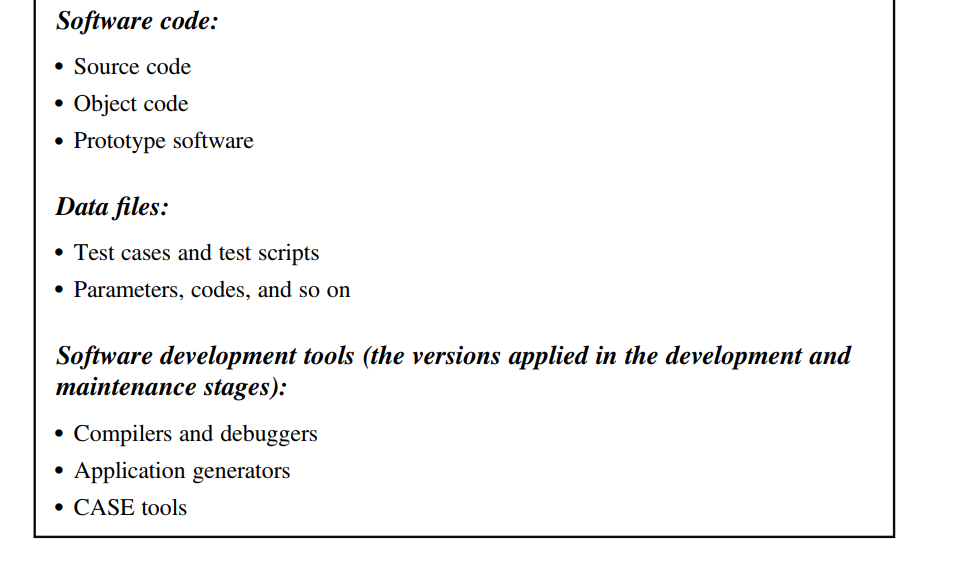 Software code:
• Source code
• Object code
• Prototype software
Data files:
• Test cases and test scripts
• Parameters, codes, and so on
Software development tools (the versions applied in the development and
maintenance stages):
• Compilers and debuggers
• Application generators
• CASE tools